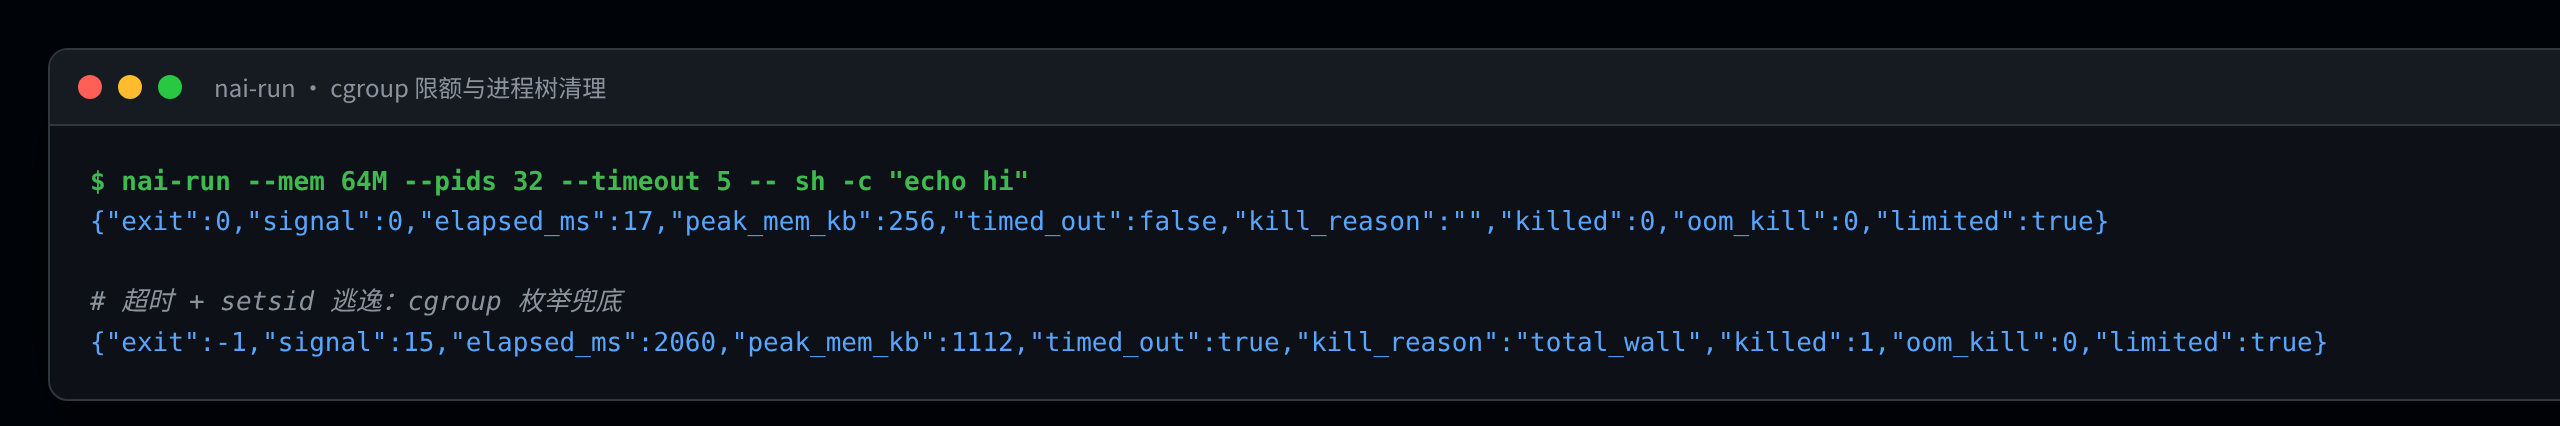 nai-run · cgroup 限额与进程树清理
$ nai-run --mem 64M --pids 32 --timeout 5 -- sh -c "echo hi"
{"exit":0,"signal":0,"elapsed_ms":17,"peak_mem_kb":256,"timed_out":false,"kill_reason":"","killed":0,"oom_kill":0,"limited":true}
# 超时 + setsid 逃逸：cgroup 枚举兜底
{"exit":-1,"signal":15,"elapsed_ms":2060,"peak_mem_kb":1112,"timed_out":true,"kill_reason":"total_wall","killed":1,"oom_kill":0,"limited":true}